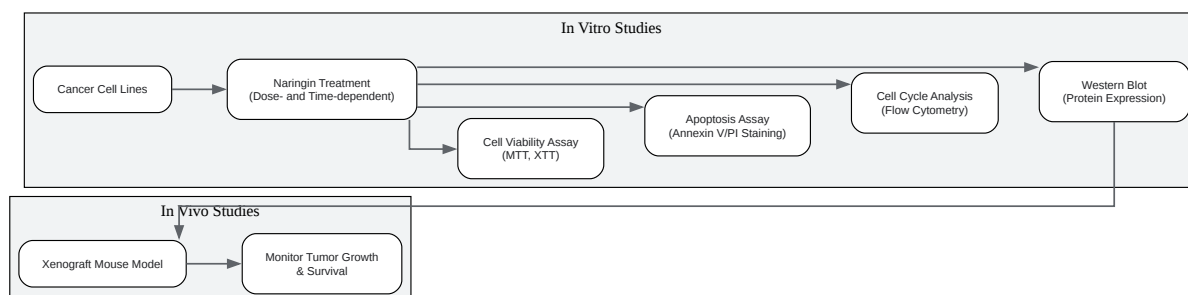 In Vitro Studies
Cancer Cell Lines
Naringin Treatment
(Dose- and Time-dependent)
Cell Viability Assay
(MTT, XTT)
Apoptosis Assay
(Annexin V/PI Staining)
Cell Cycle Analysis
(Flow Cytometry)
Western Blot
(Protein Expression)
In Vivo Studies
Xenograft Mouse Model
Monitor Tumor Growth
& Survival